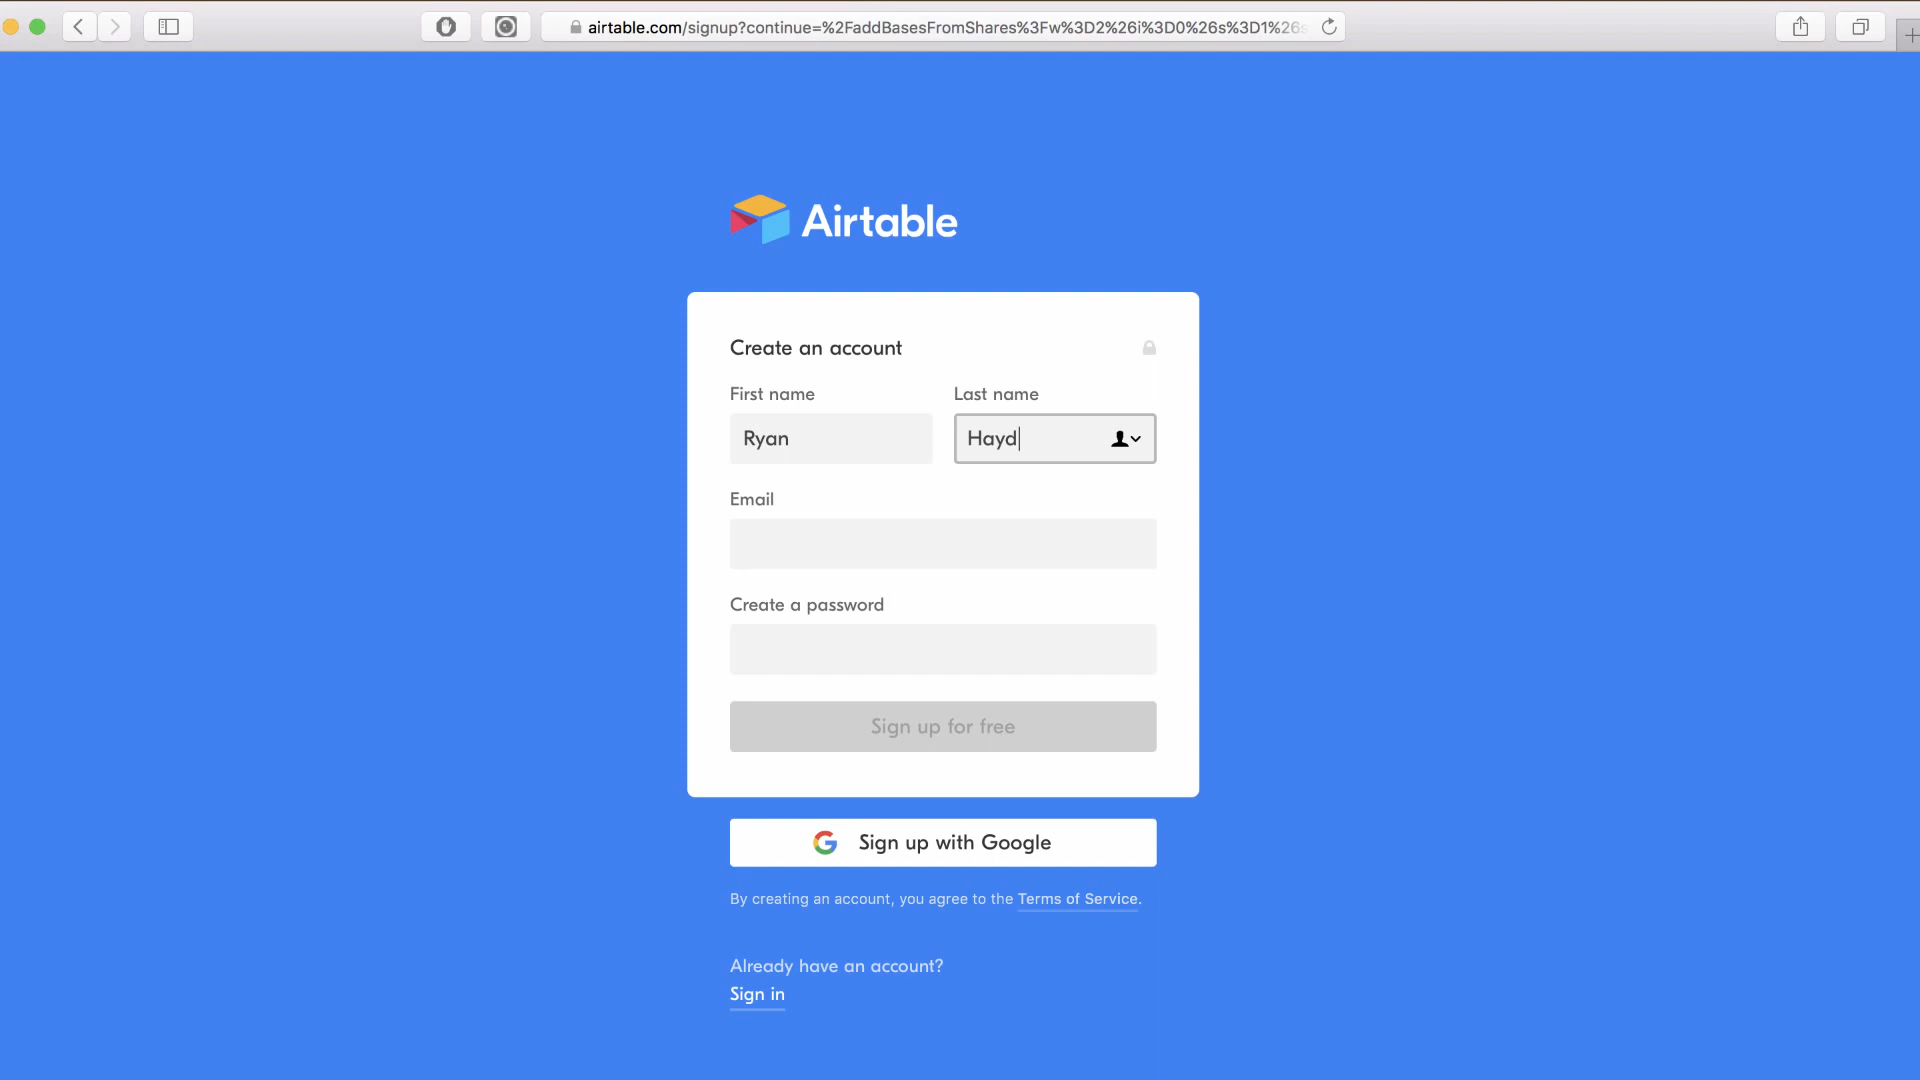 airtable.com/signup?continue=%2FaddBasesFromShares%3Fw%3D2%26i%3D0%26s%3D1%26s
Airtable
Create an account
First name
Last name
Ryan
Hayd
Email
Create a password
Sign up for free
Sign up with Google
By creating an account, you agree to the Terms of Service.
Already have an account?
Sign in